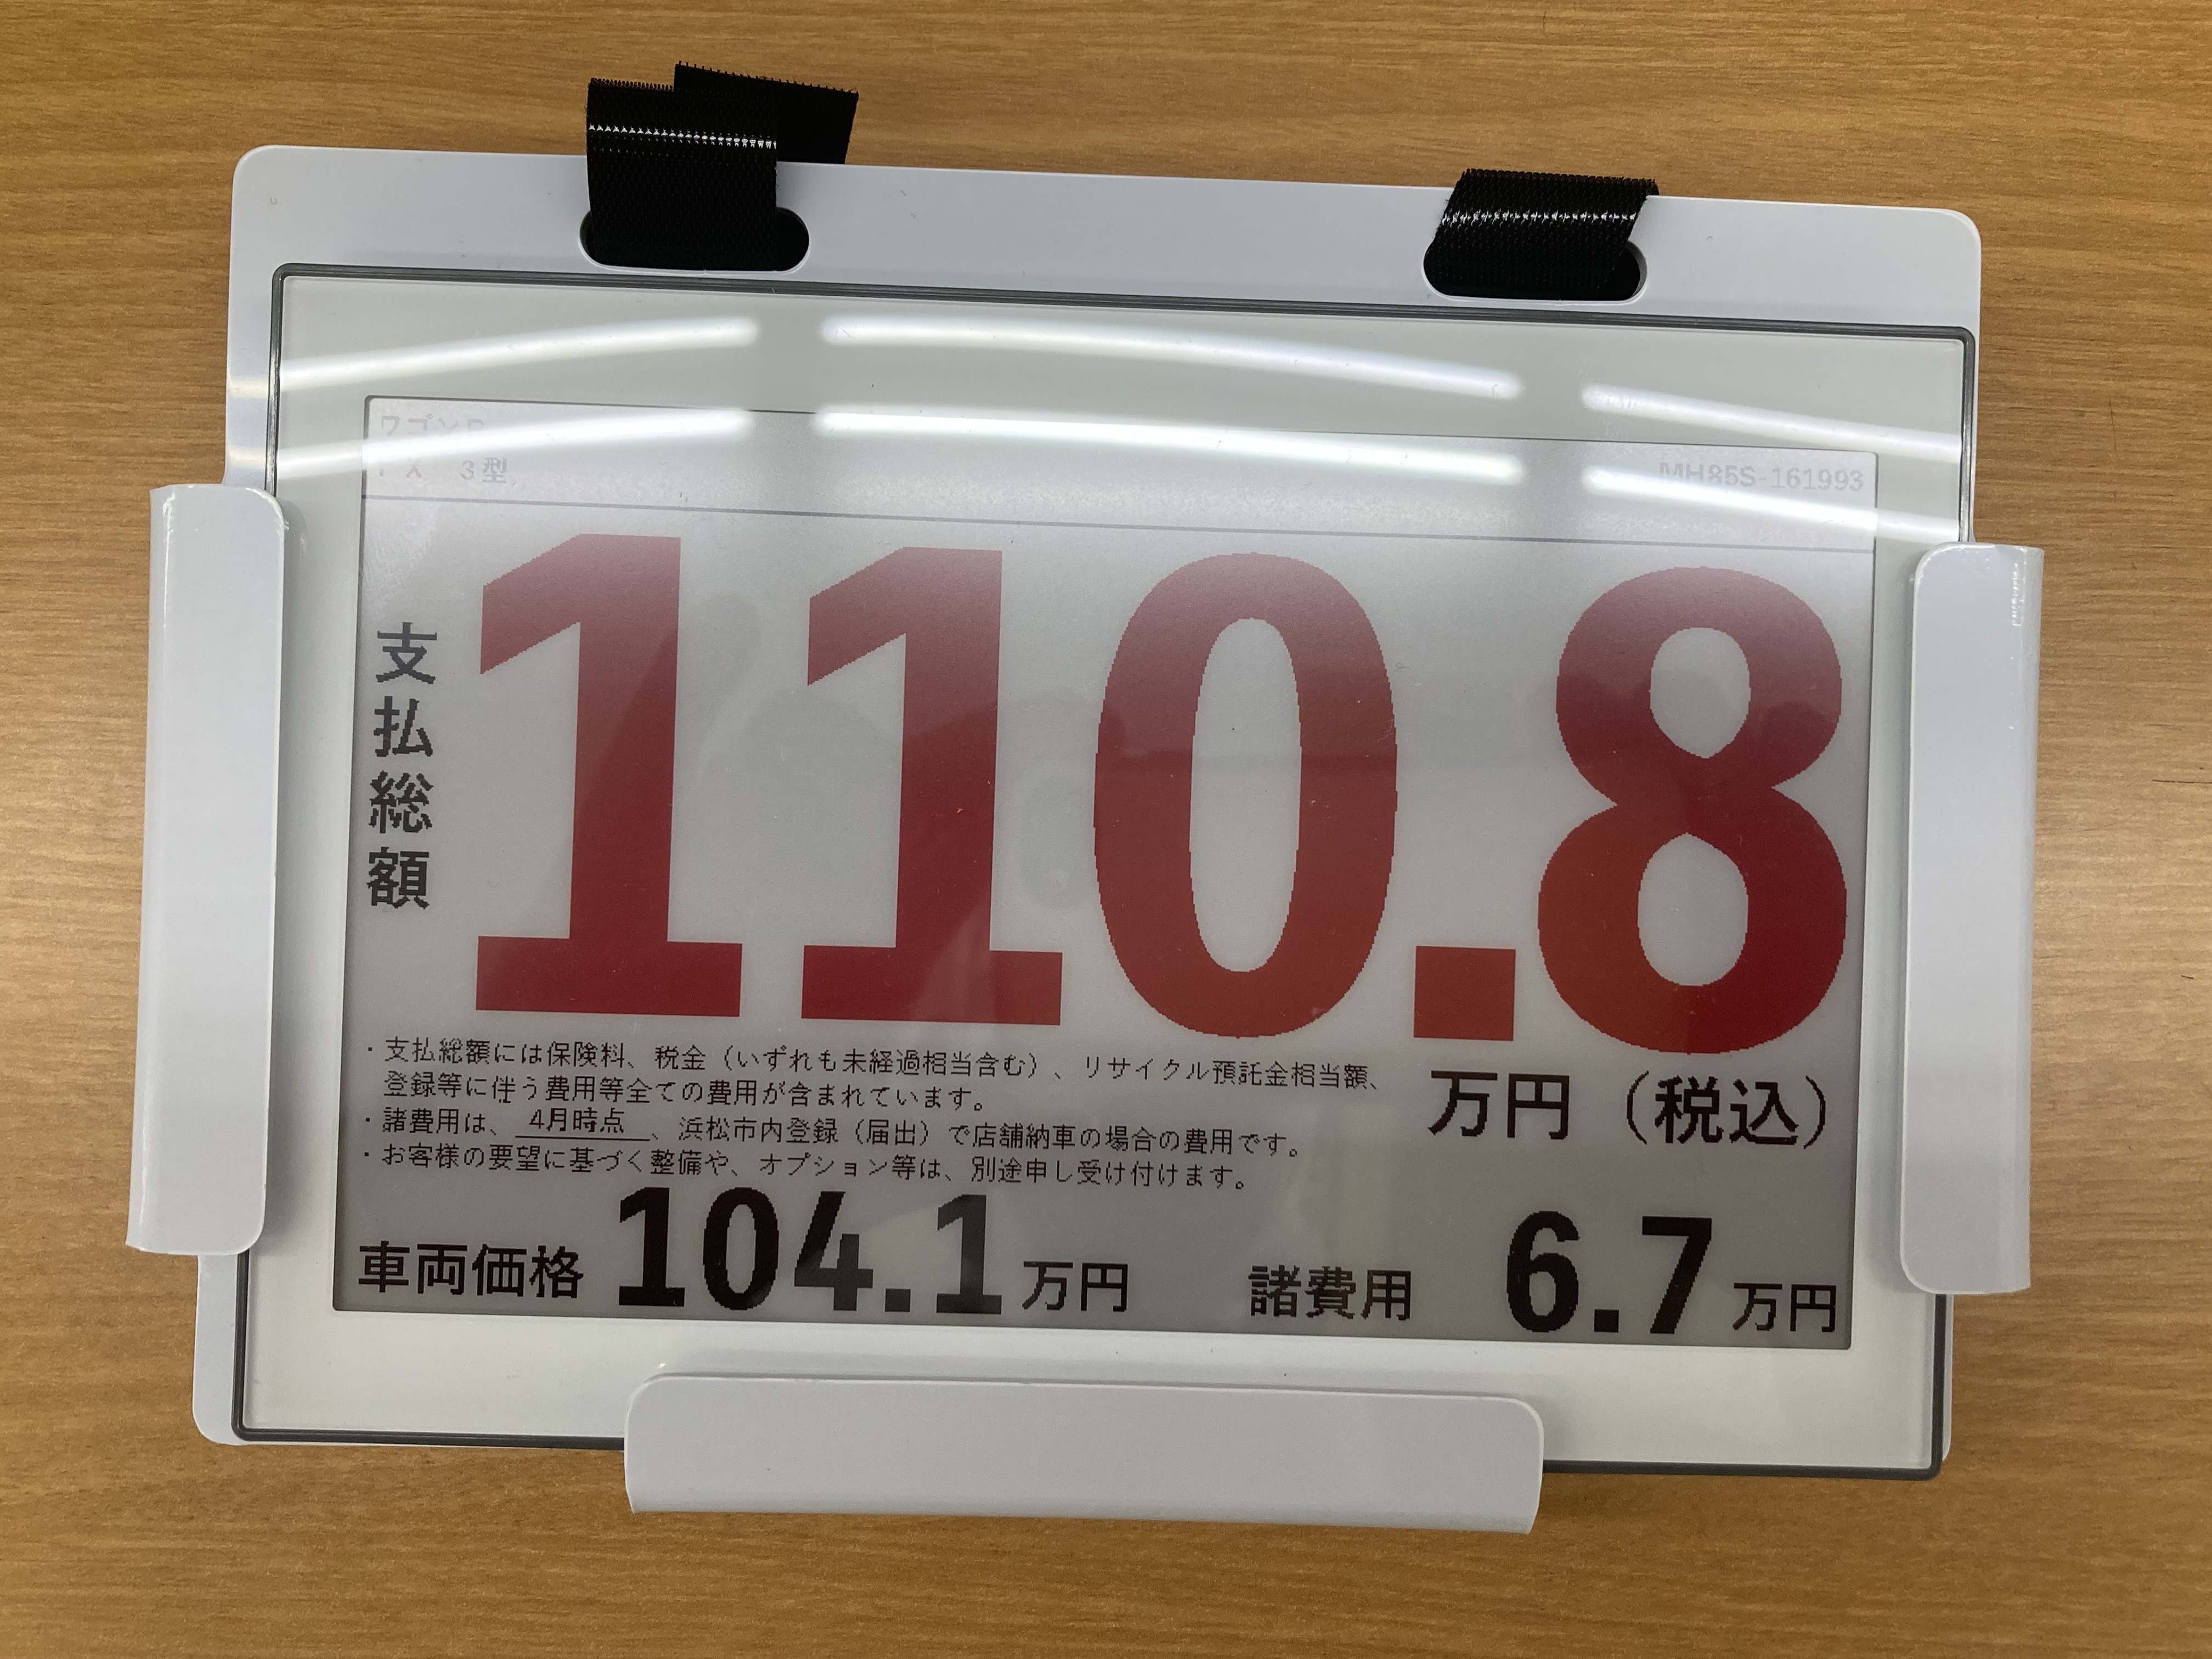 ワゴンR
FX 3型
MH85S-161993
支払総額
110.8
万円（税込）
・支払総額には保険料、税金（いずれも未経過相当含む）、リサイクル預託金相当額、
登録等に伴う費用等全ての費用が含まれています。
・諸費用は、 4月時点 、浜松市内登録（届出）で店舗納車の場合の費用です。
・お客様の要望に基づく整備や、オプション等は、別途申し受け付けます。
車両価格 104.1万円 諸費用 6.7万円